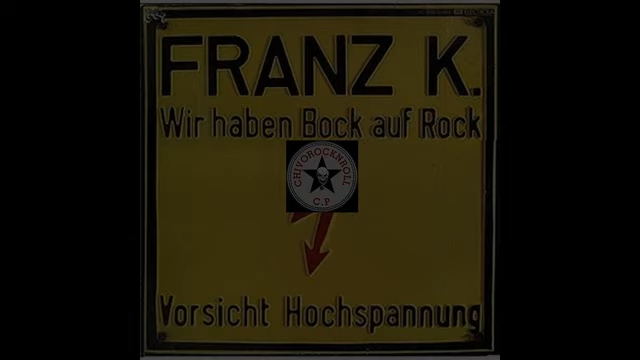 FRANZ K.
Wir haben Bock auf Rock
CHIVOROCKNROLL
C.P
Vorsicht Hochspannung